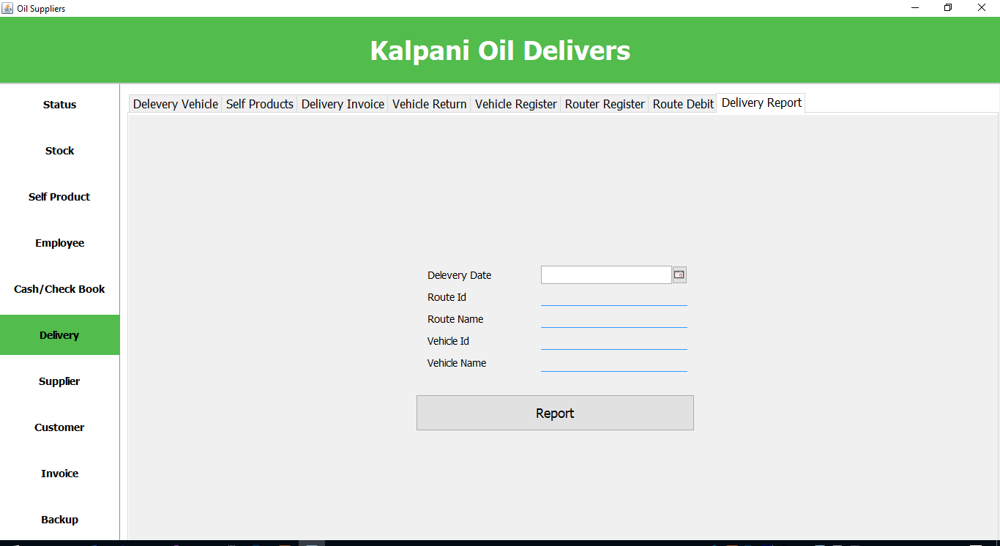 Oil Suppliers
Kalpani Oil Delivers
Status
Stock
Self Product
Employee
Cash/Check Book
Delivery
Supplier
Customer
Invoice
Backup
Delevery Vehicle Self Products Delivery Invoice Vehicle Return Vehicle Register Router Register Route Debit Delivery Report
Delevery Date
Route Id
Route Name
Vehicle Id
Vehicle Name
Report